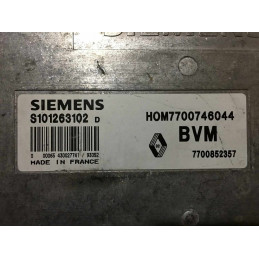 SIEMENS
HOM7700746044
S101263102 D
BVM
7700852357
MADE IN FRANCE